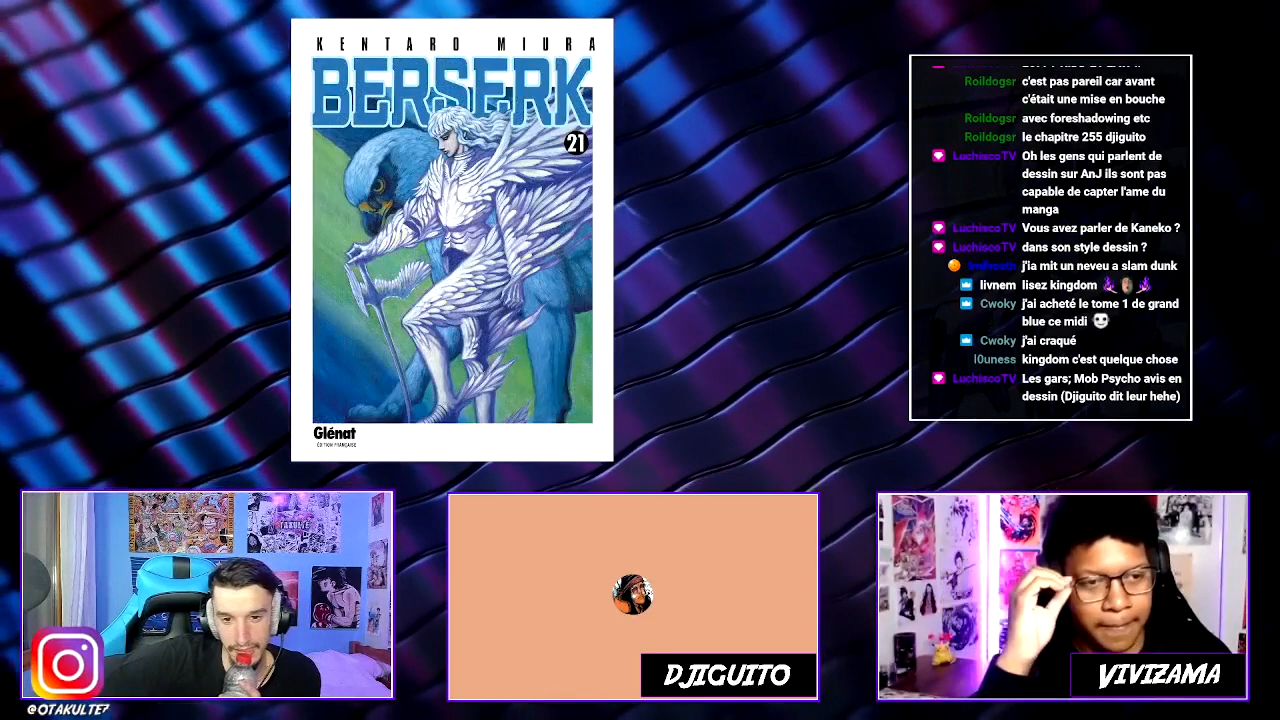 KENTARO MIURA
BERSERK
21
Glénat
ÉDITION FRANÇAISE
Roildogsr c'est pas pareil car avant
c'était une mise en bouche
Roildogsr avec foreshadowing etc
Roildogsr le chapitre 255 djiguito
LuchiscoTV Oh les gens qui parlent de
dessin sur AnJ ils sont pas
capable de capter l'ame du
manga
LuchiscoTV Vous avez parler de Kaneko ?
LuchiscoTV dans son style dessin ?
j'ia mit un neveu a slam dunk
livnem lisez kingdom
Cwoky j'ai acheté le tome 1 de grand
blue ce midi
Cwoky j'ai craqué
l0uness kingdom c'est quelque chose
LuchiscoTV Les gars; Mob Psycho avis en
dessin (Djiguito dit leur hehe)
OTAKULTE
@OTAKULTE7
DJIGUITO
VIVIZAMA